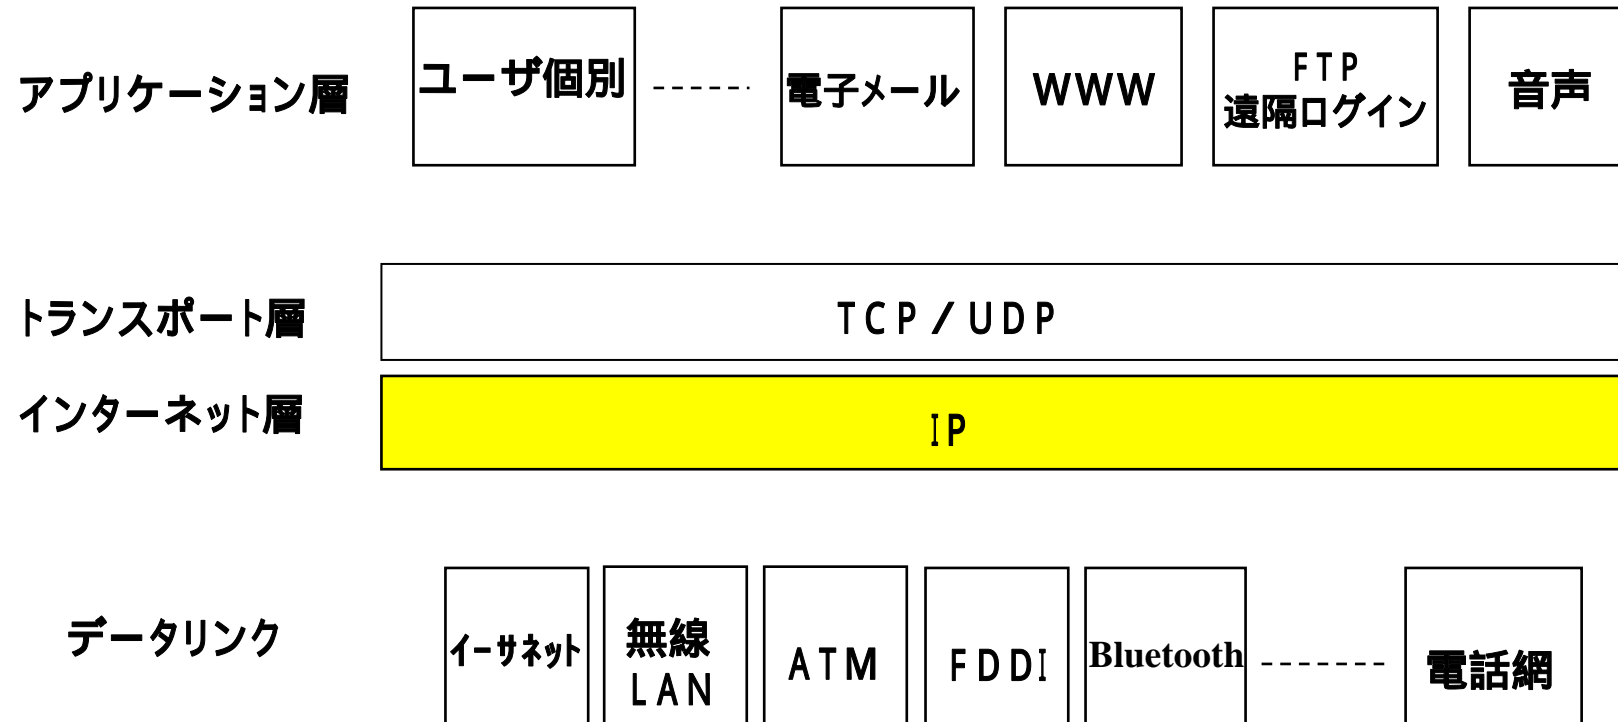 アプリケーション層
ユーザ個別
電子メール
WWW
ＦＴＰ
遠隔ログイン
音声
トランスポート層
ＴＣＰ／ＵＤＰ
インターネット層
ＩＰ
データリンク
イーサネット
無線
ＬＡＮ
ＡＴＭ
ＦＤＤＩ
Bluetooth
電話網